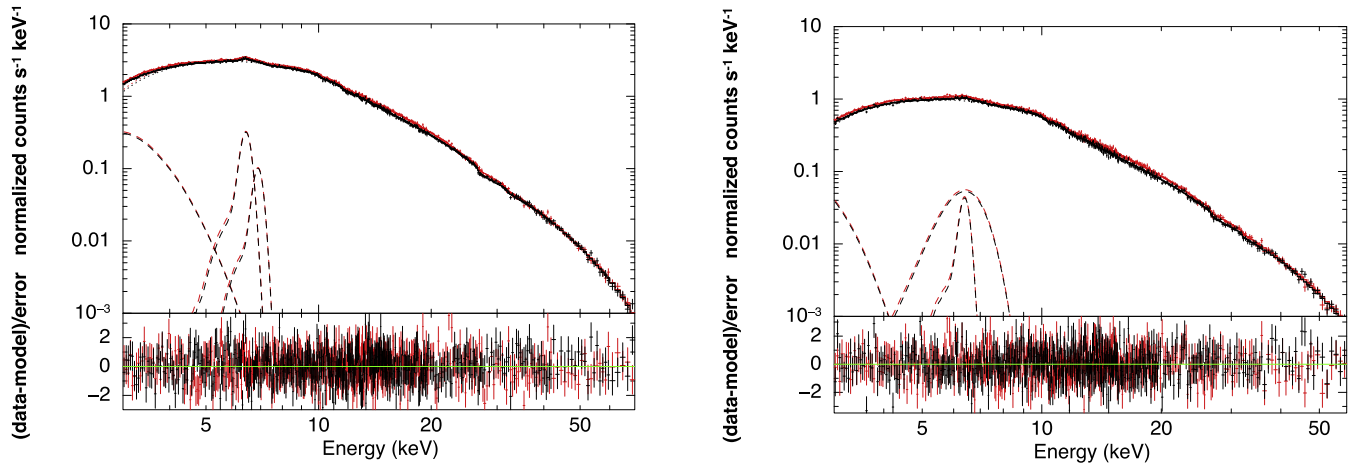 (data-model)/error normalized counts s⁻¹ keV⁻¹
10
1
0.1
0.01
10⁻³
2
0
−2
5 10 20 50
Energy (keV)
(data-model)/error normalized counts s⁻¹ keV⁻¹
10
1
0.1
0.01
10⁻³
2
0
−2
5 10 20 50
Energy (keV)